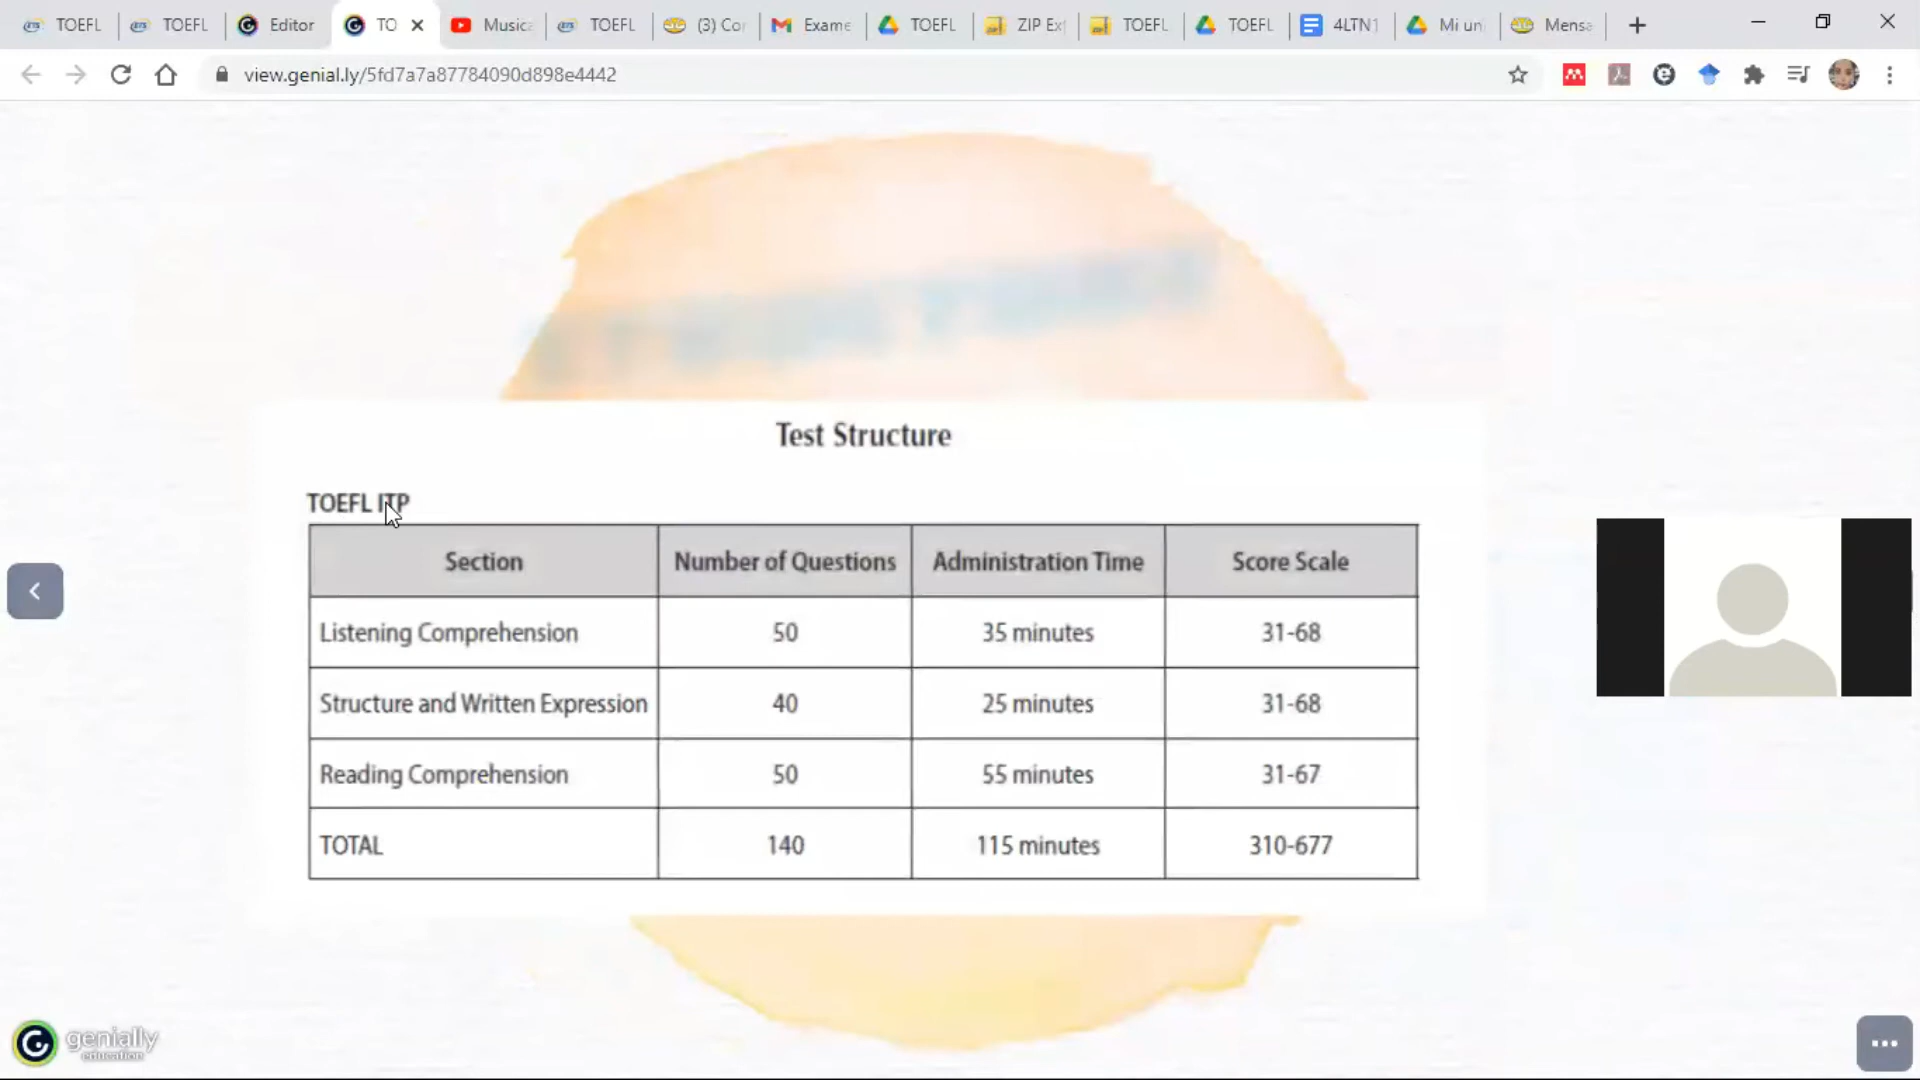 TOEFL TOEFL Editor TO Music TOEFL (3) Co Exame TOEFL ZIP Ex TOEFL TOEFL 4LTN1 Mi un Mensa
view.genial.ly/5fd7a7a87784090d898e4442
Test Structure
TOEFL ITP
Section Number of Questions Administration Time Score Scale
Listening Comprehension 50 35 minutes 31-68
Structure and Written Expression 40 25 minutes 31-68
Reading Comprehension 50 55 minutes 31-67
TOTAL 140 115 minutes 310-677
genially
education